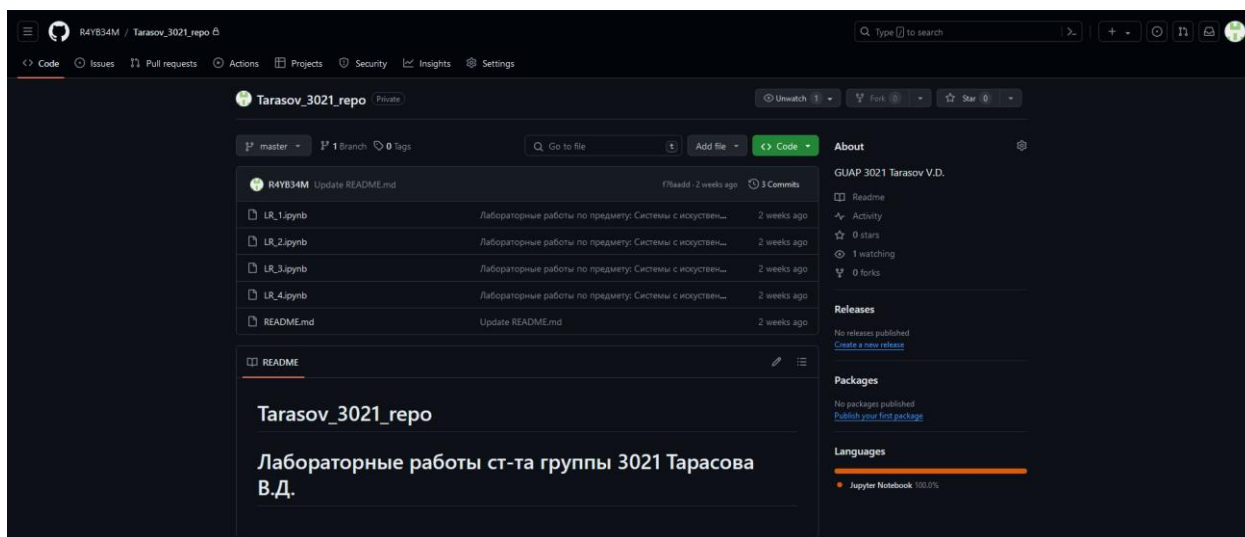 R4YB34M / Tarasov_3021_repo
Type / to search
Code Issues Pull requests Actions Projects Security Insights Settings
Tarasov_3021_repo Private
Unwatch 1 Fork 0 Star 0
master 1 Branch 0 Tags Go to file t Add file Code
About
GUAP 3021 Tarasov V.D.
R4YB34M Update README.md f76aadd · 2 weeks ago 3 Commits
LR_1.ipynb Лабораторные работы по предмету: Системы с искуствен... 2 weeks ago
LR_2.ipynb Лабораторные работы по предмету: Системы с искуствен... 2 weeks ago
LR_3.ipynb Лабораторные работы по предмету: Системы с искуствен... 2 weeks ago
LR_4.ipynb Лабораторные работы по предмету: Системы с искуствен... 2 weeks ago
README.md Update README.md 2 weeks ago
Readme
Activity
0 stars
1 watching
0 forks
Releases
No releases published
Create a new release
README
Tarasov_3021_repo
Лабораторные работы ст-та группы 3021 Тарасова
В.Д.
Packages
No packages published
Publish your first package
Languages
Jupyter Notebook 100.0%